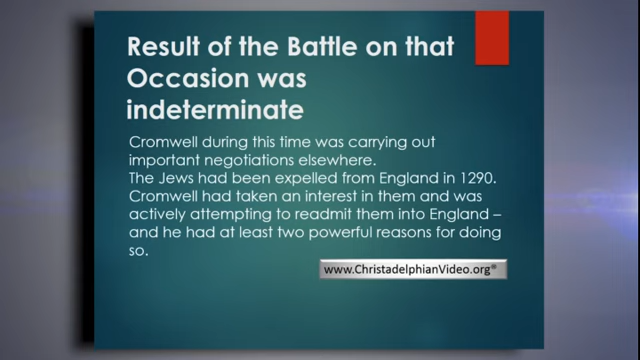 Result of the Battle on that
Occasion was
indeterminate
Cromwell during this time was carrying out
important negotiations elsewhere.
The Jews had been expelled from England in 1290.
Cromwell had taken an interest in them and was
actively attempting to readmit them into England –
and he had at least two powerful reasons for doing
so.
www.ChristadelphianVideo.org®